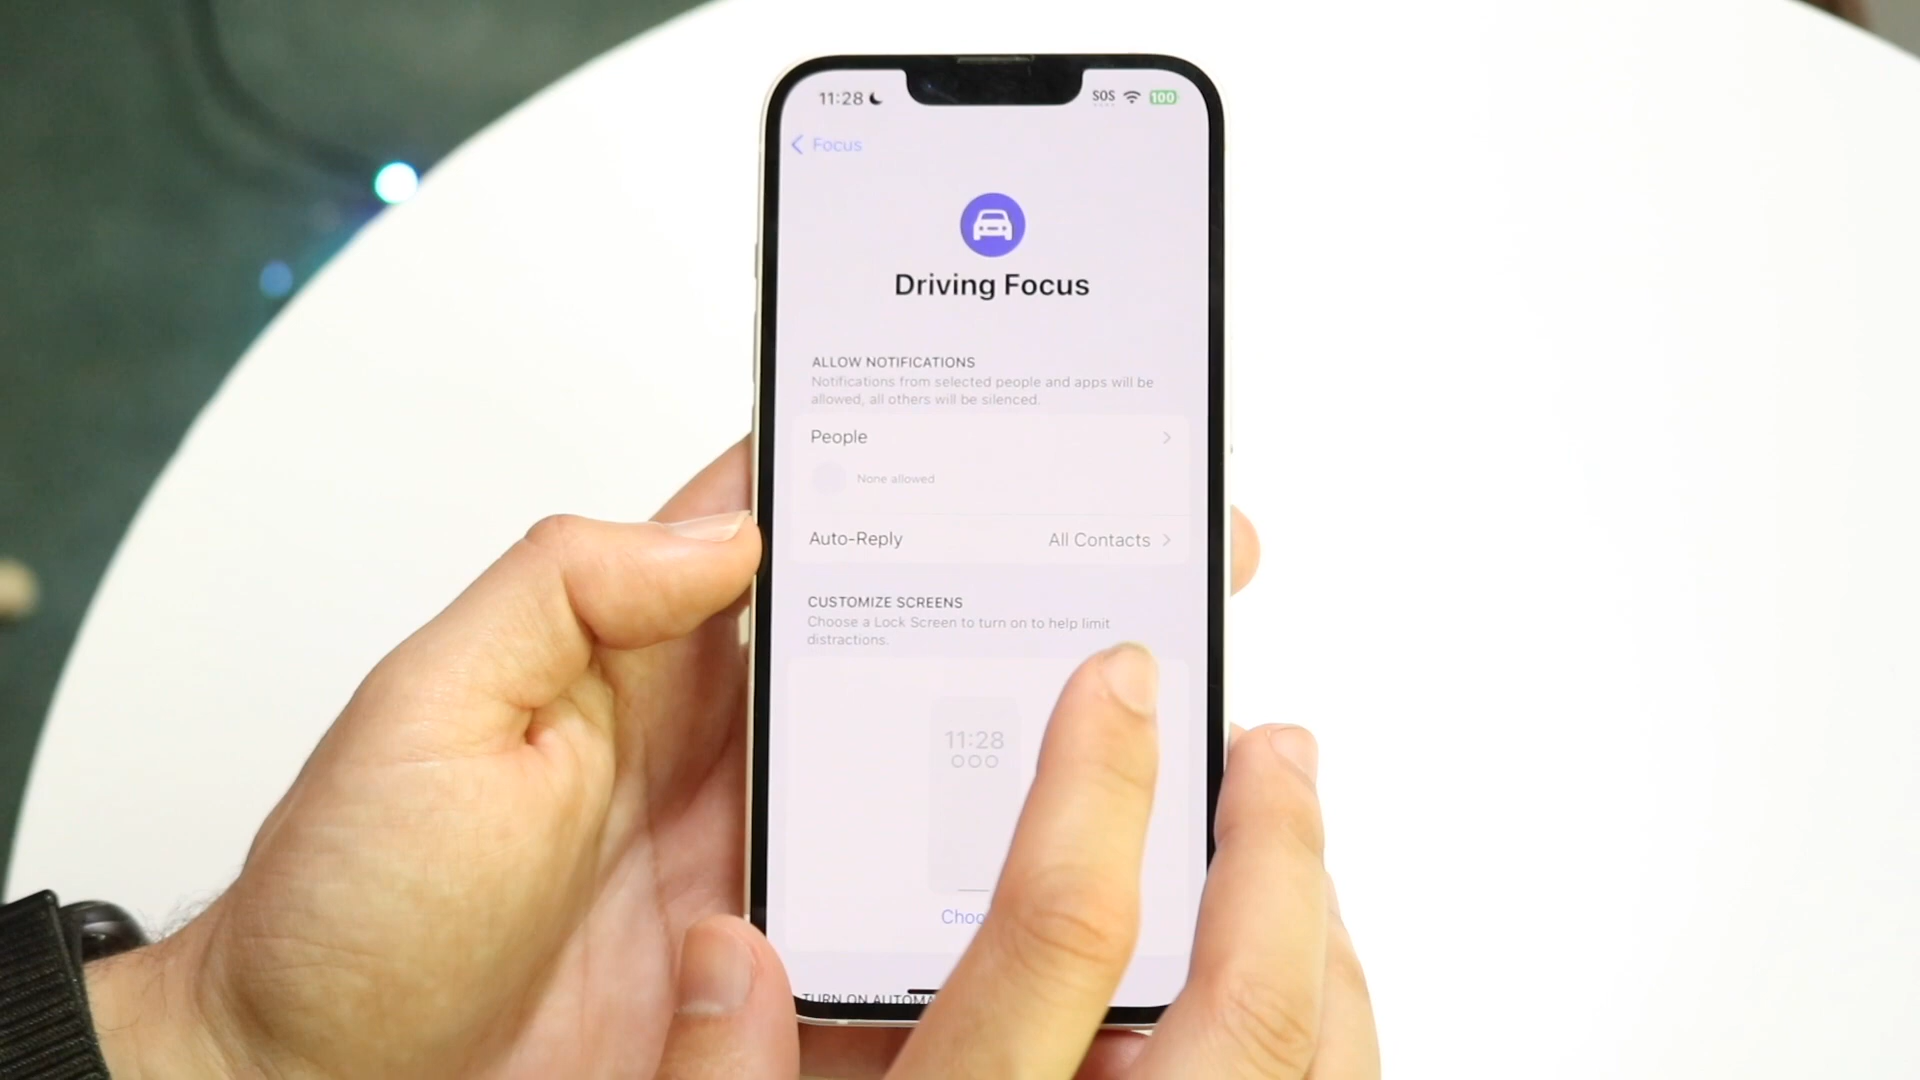 11:28
SOS 100
Focus
Driving Focus
ALLOW NOTIFICATIONS
Notifications from selected people and apps will be
allowed, all others will be silenced.
People
None allowed
Auto-Reply All Contacts
CUSTOMIZE SCREENS
Choose a Lock Screen to turn on to help limit
distractions.
11:28
TURN ON